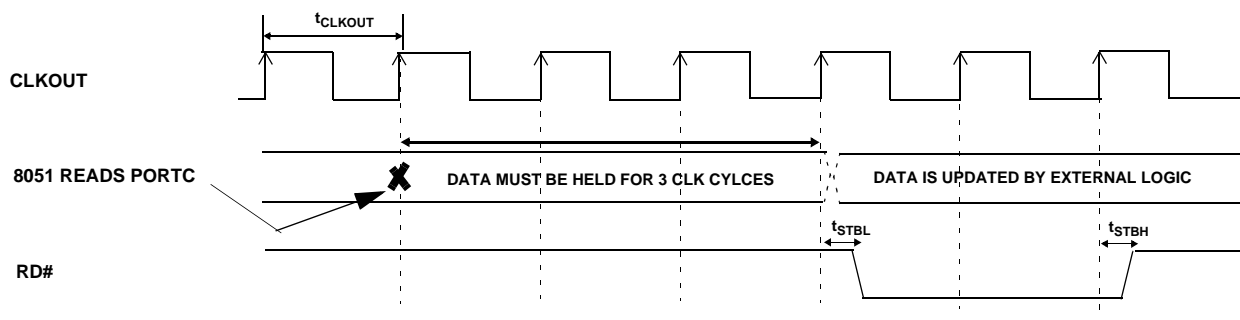 tCLKOUT
CLKOUT
8051 READS PORTC
DATA MUST BE HELD FOR 3 CLK CYLCES
DATA IS UPDATED BY EXTERNAL LOGIC
tSTBL
tSTBH
RD#